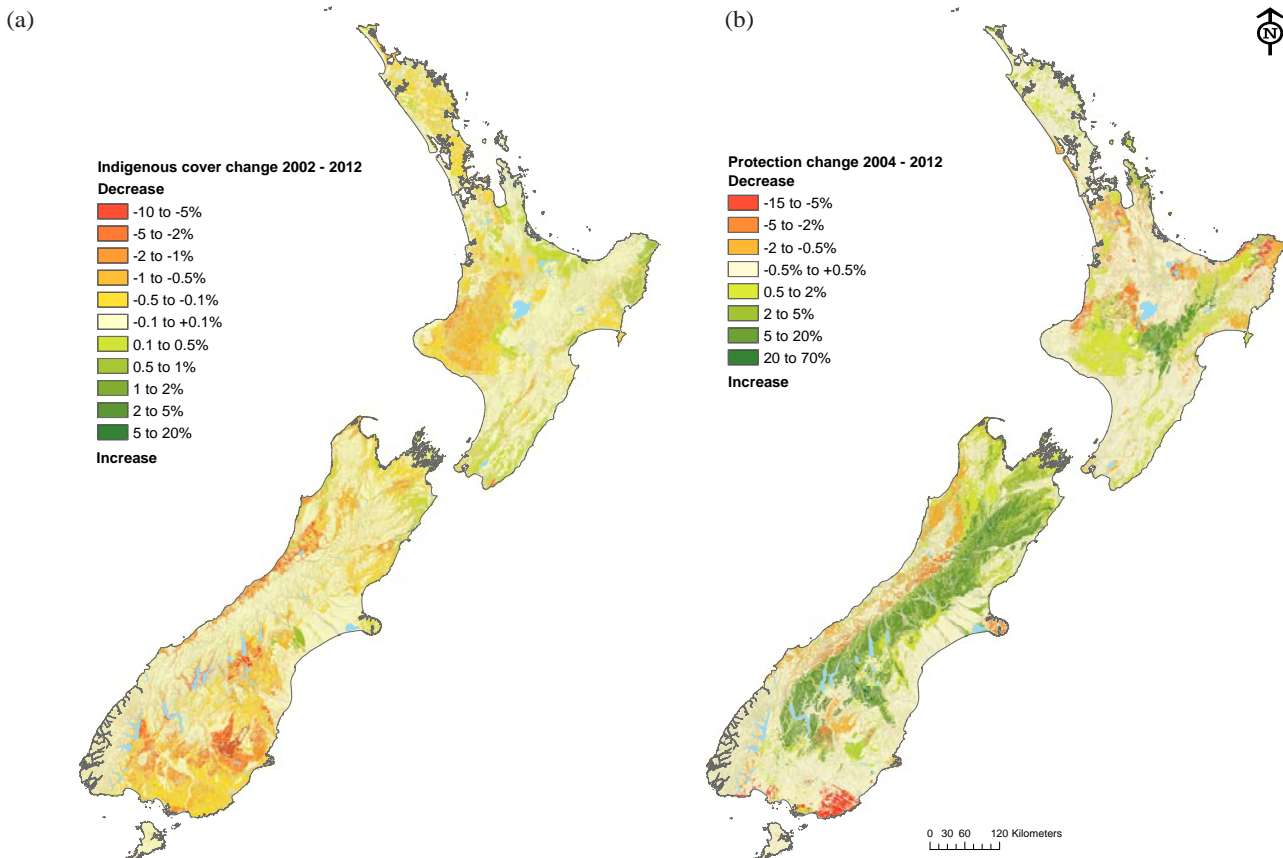 (a)
Indigenous cover change 2002 - 2012
Decrease
-10 to -5%
-5 to -2%
-2 to -1%
-1 to -0.5%
-0.5 to -0.1%
-0.1 to +0.1%
0.1 to 0.5%
0.5 to 1%
1 to 2%
2 to 5%
5 to 20%
Increase
(b)
N
Protection change 2004 - 2012
Decrease
-15 to -5%
-5 to -2%
-2 to -0.5%
-0.5% to +0.5%
0.5 to 2%
2 to 5%
5 to 20%
20 to 70%
Increase
0 30 60 120 Kilometers